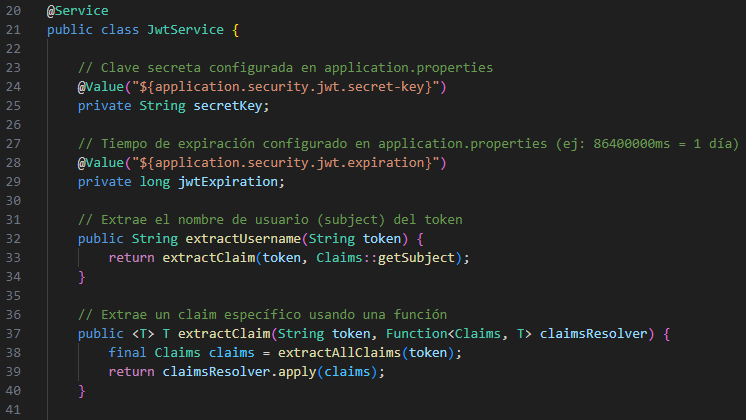 20 @Service
21 public class JwtService {
22
23     // Clave secreta configurada en application.properties
24     @Value("${application.security.jwt.secret-key}")
25     private String secretKey;
26
27     // Tiempo de expiración configurado en application.properties (ej: 86400000ms = 1 día)
28     @Value("${application.security.jwt.expiration}")
29     private long jwtExpiration;
30
31     // Extrae el nombre de usuario (subject) del token
32     public String extractUsername(String token) {
33         return extractClaim(token, Claims::getSubject);
34     }
35
36     // Extrae un claim específico usando una función
37     public <T> T extractClaim(String token, Function<Claims, T> claimsResolver) {
38         final Claims claims = extractAllClaims(token);
39         return claimsResolver.apply(claims);
40     }
41